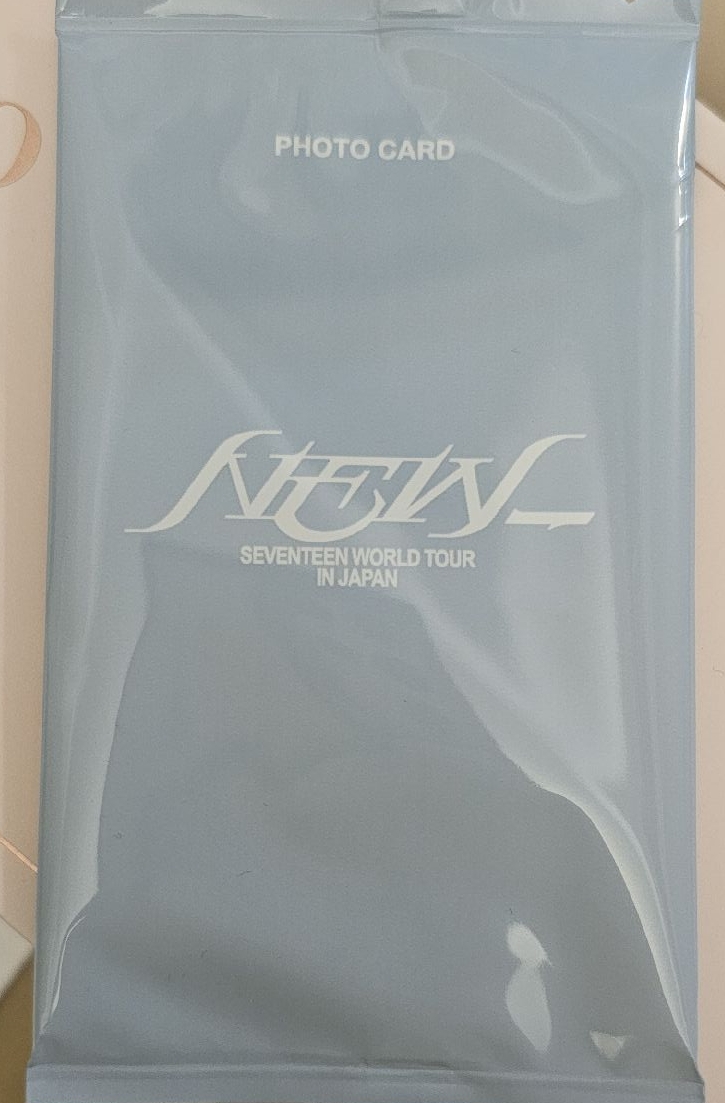 PHOTO CARD
NEW_
SEVENTEEN WORLD TOUR
IN JAPAN